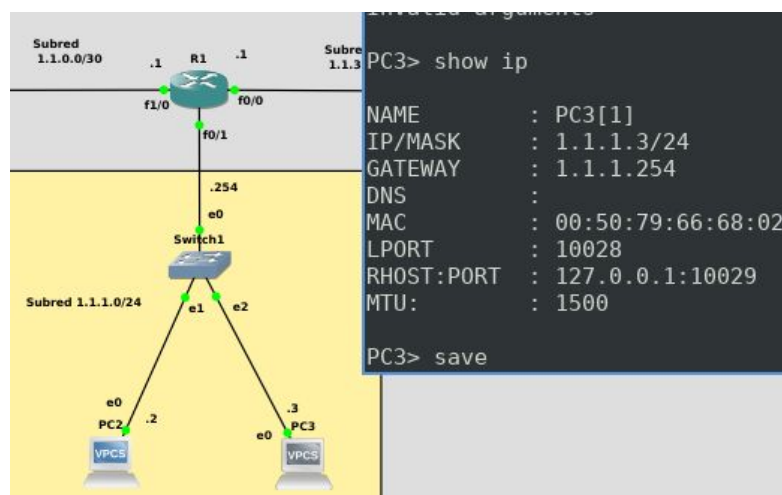 Subred
1.1.0.0/30
.1
R1
.1
Subre
1.1.3
f1/0
f0/0
f0/1
.254
e0
Switch1
Subred 1.1.1.0/24
e1
e2
e0
PC2
.2
.3
PC3
e0
VPCS
VPCS
PC3> show ip
NAME : PC3[1]
IP/MASK : 1.1.1.3/24
GATEWAY : 1.1.1.254
DNS :
MAC : 00:50:79:66:68:02
LPORT : 10028
RHOST:PORT : 127.0.0.1:10029
MTU: : 1500
PC3> save